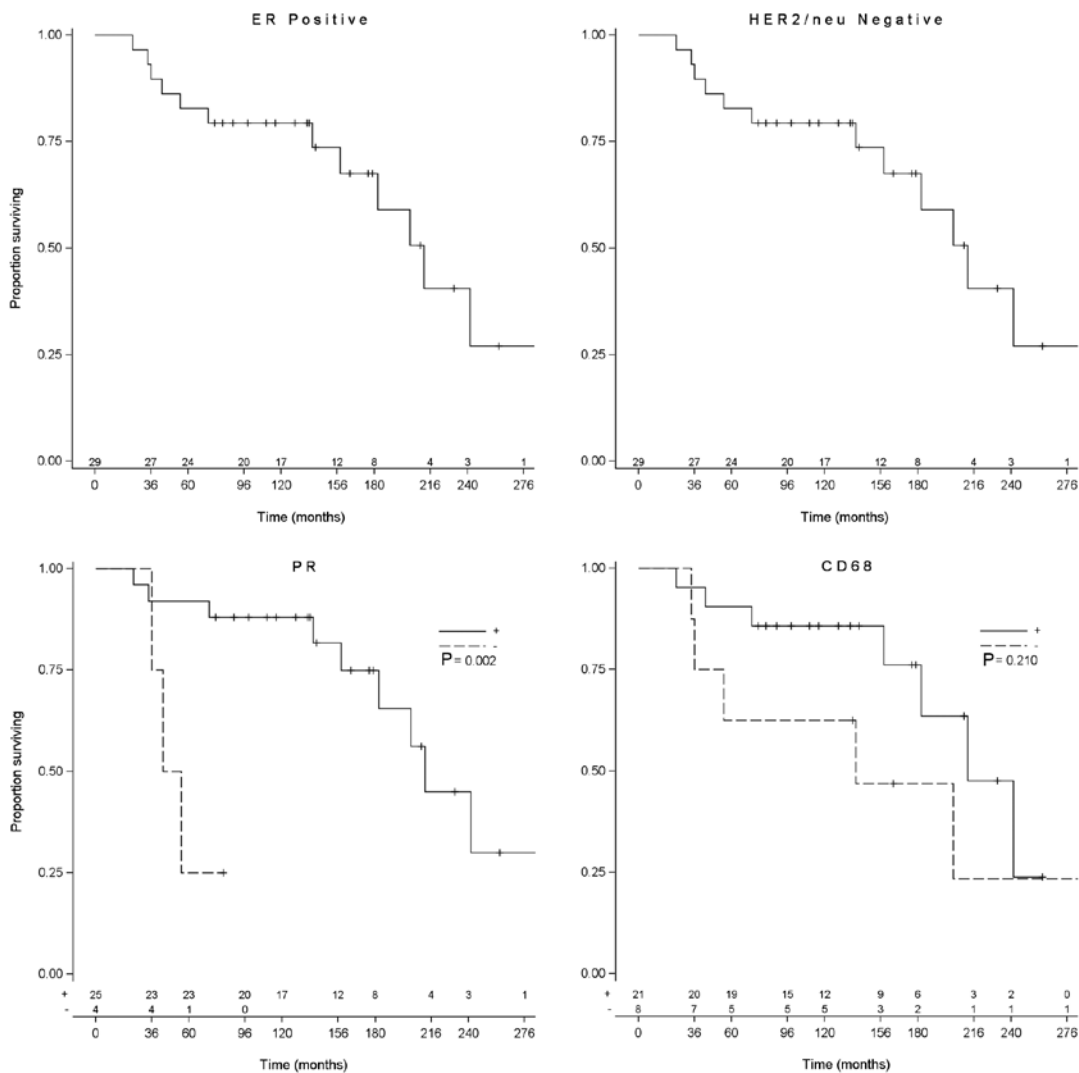 ER Positive
1.00
0.75
0.50
0.25
0.00
Proportion surviving
29 27 24 20 17 12 8 4 3 1
0 36 60 96 120 156 180 216 240 276
Time (months)
HER2/neu Negative
1.00
0.75
0.50
0.25
0.00
29 27 24 20 17 12 8 4 3 1
0 36 60 96 120 156 180 216 240 276
Time (months)
PR
1.00
0.75
0.50
0.25
0.00
Proportion surviving
+
-
P = 0.002
+ 25 23 23 20 17 12 8 4 3 1
- 4 4 1 0
0 36 60 96 120 156 180 216 240 276
Time (months)
CD68
1.00
0.75
0.50
0.25
0.00
+
-
P = 0.210
+ 21 20 19 15 12 9 6 3 2 0
- 8 7 5 5 5 3 2 1 1 1
0 36 60 96 120 156 180 216 240 276
Time (months)